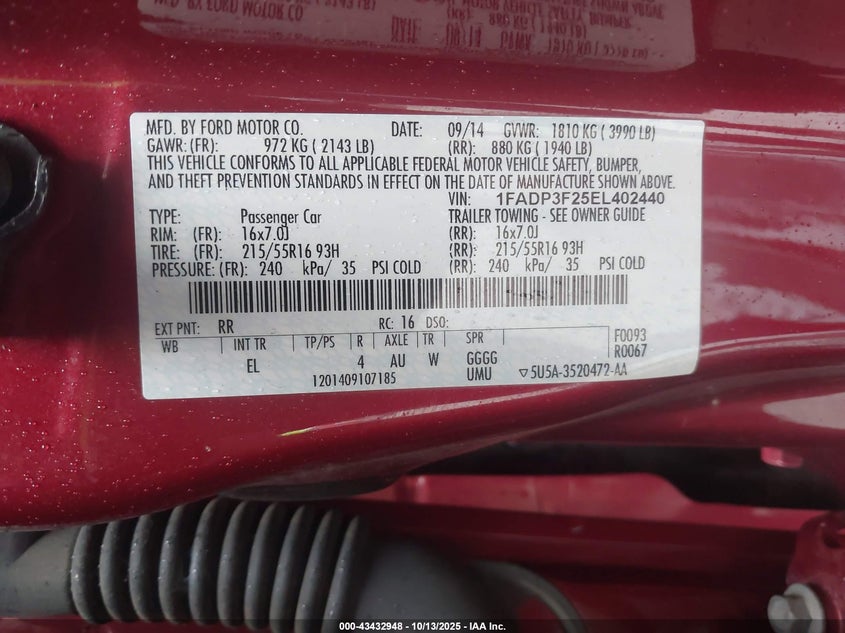 MFD. BY FORD MOTOR CO. DATE: 09/14 GVWR: 1810 KG ( 3990 LB)
GAWR: (FR): 972 KG ( 2143 LB) (RR): 880 KG ( 1940 LB)
THIS VEHICLE CONFORMS TO ALL APPLICABLE FEDERAL MOTOR VEHICLE SAFETY, BUMPER,
AND THEFT PREVENTION STANDARDS IN EFFECT ON THE DATE OF MANUFACTURE SHOWN ABOVE.
VIN: 1FADP3F25EL402440
TYPE: Passenger Car TRAILER TOWING - SEE OWNER GUIDE
RIM: (FR): 16x7.0J (RR): 16x7.0J
TIRE: (FR): 215/55R16 93H (RR): 215/55R16 93H
PRESSURE: (FR): 240 kPa/ 35 PSI COLD (RR): 240 kPa/ 35 PSI COLD
EXT PNT: RR RC: 16 DSO: F0093
WB INT TR TP/PS R AXLE TR SPR R0067
EL 4 AU W GGGG
1201409107185 UMU ▽5U5A-3520472-AA
000-43432948 - 10/13/2025 - IAA Inc.